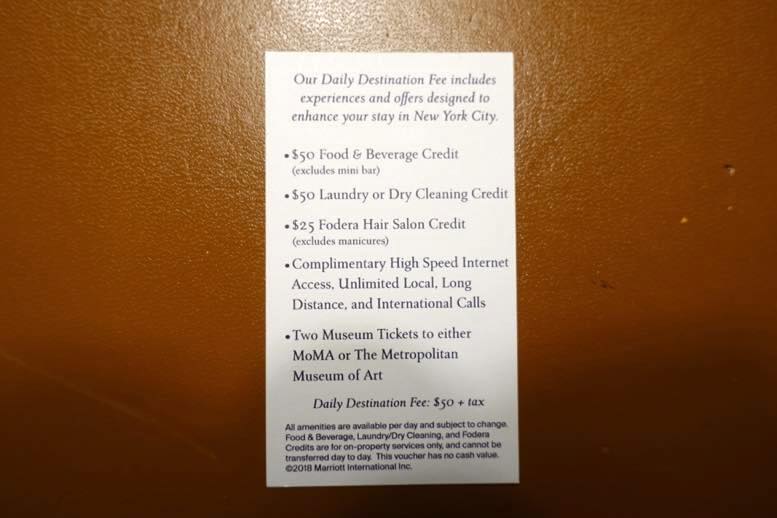 Our Daily Destination Fee includes
experiences and offers designed to
enhance your stay in New York City.
• $50 Food & Beverage Credit
(excludes mini bar)
• $50 Laundry or Dry Cleaning Credit
• $25 Fodera Hair Salon Credit
(excludes manicures)
• Complimentary High Speed Internet
Access, Unlimited Local, Long
Distance, and International Calls
• Two Museum Tickets to either
MoMA or The Metropolitan
Museum of Art
Daily Destination Fee: $50 + tax
All amenities are available per day and subject to change.
Food & Beverage, Laundry/Dry Cleaning, and Fodera
Credits are for on-property services only, and cannot be
transferred day to day. This voucher has no cash value.
©2018 Marriott International Inc.